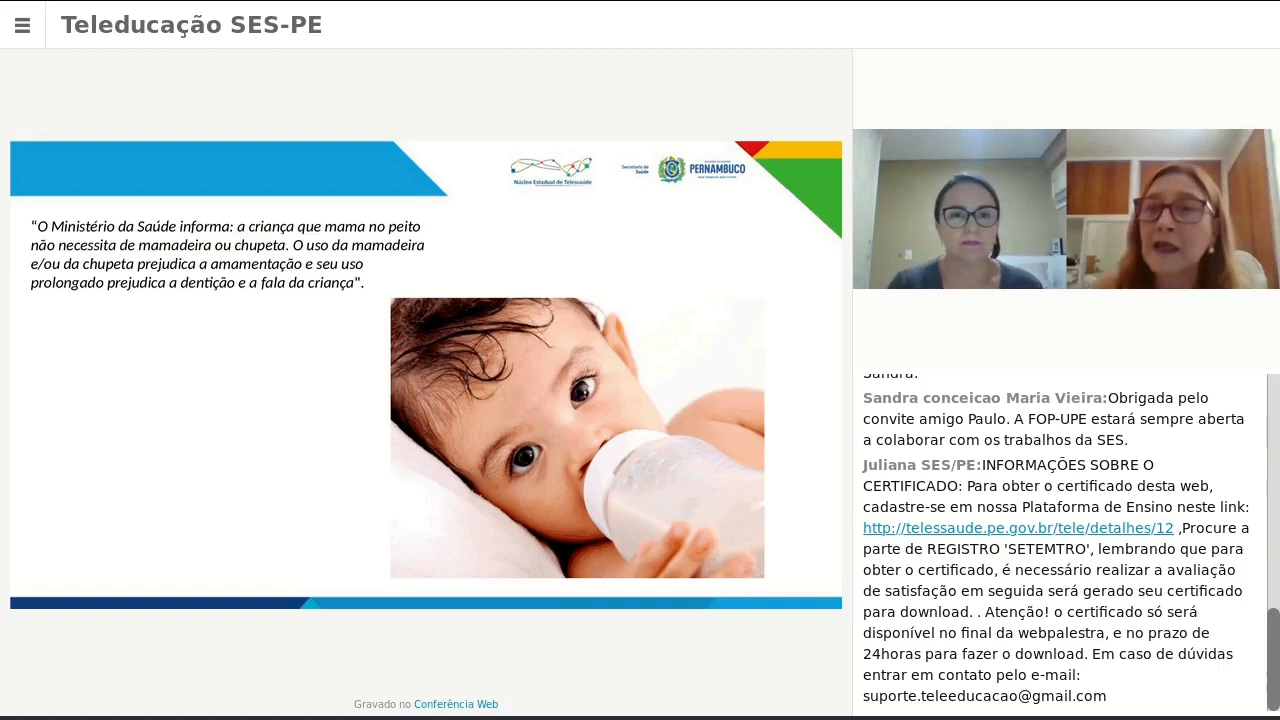 Teleducação SES-PE
Núcleo Estadual de Telessaúde
Secretaria de
Saúde
PERNAMBUCO
"O Ministério da Saúde informa: a criança que mama no peito
não necessita de mamadeira ou chupeta. O uso da mamadeira
e/ou da chupeta prejudica a amamentação e seu uso
prolongado prejudica a dentição e a fala da criança".
Gravado no Conferência Web
Sandra.
Sandra conceicao Maria Vieira:Obrigada pelo
convite amigo Paulo. A FOP-UPE estará sempre aberta
a colaborar com os trabalhos da SES.
Juliana SES/PE:INFORMAÇÕES SOBRE O
CERTIFICADO: Para obter o certificado desta web,
cadastre-se em nossa Plataforma de Ensino neste link:
http://telessaude.pe.gov.br/tele/detalhes/12 ,Procure a
parte de REGISTRO 'SETEMTRO', lembrando que para
obter o certificado, é necessário realizar a avaliação
de satisfação em seguida será gerado seu certificado
para download. . Atenção! o certificado só será
disponível no final da webpalestra, e no prazo de
24horas para fazer o download. Em caso de dúvidas
entrar em contato pelo e-mail:
suporte.teleeducacao@gmail.com